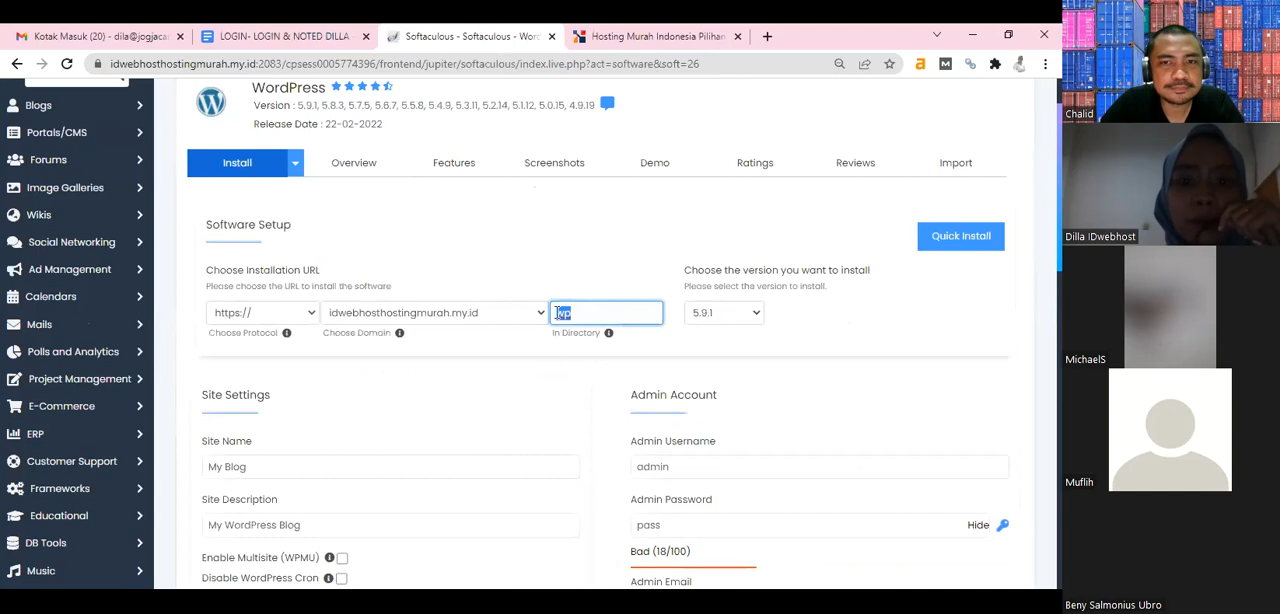 Kotak Masuk (20) - dila@jogjaca
LOGIN- LOGIN & NOTED DILLA -
Softaculous - Softaculous - Wor
Hosting Murah Indonesia Pilihan
idwebhosthostingmurah.my.id:2083/cpsess0005774396/frontend/jupiter/softaculous/index.live.php?act=software&soft=26
Blogs
Portals/CMS
Forums
Image Galleries
Wikis
Social Networking
Ad Management
Calendars
Mails
Polls and Analytics
Project Management
E-Commerce
ERP
Customer Support
Frameworks
Educational
DB Tools
Music
WordPress
Version : 5.9.1, 5.8.3, 5.7.5, 5.6.7, 5.5.8, 5.4.9, 5.3.11, 5.2.14, 5.1.12, 5.0.15, 4.9.19
Release Date : 22-02-2022
Install
Overview
Features
Screenshots
Demo
Ratings
Reviews
Import
Software Setup
Quick Install
Choose Installation URL
Please choose the URL to install the software
https://
idwebhosthostingmurah.my.id
wp
Choose Protocol
Choose Domain
In Directory
Choose the version you want to install
Please select the version to install.
5.9.1
Site Settings
Site Name
My Blog
Site Description
My WordPress Blog
Enable Multisite (WPMU)
Disable WordPress Cron
Admin Account
Admin Username
admin
Admin Password
pass
Hide
Bad (18/100)
Admin Email
Chalid
Dilla IDwebhost
MichaelS
Muflih
Beny Salmonius Ubro